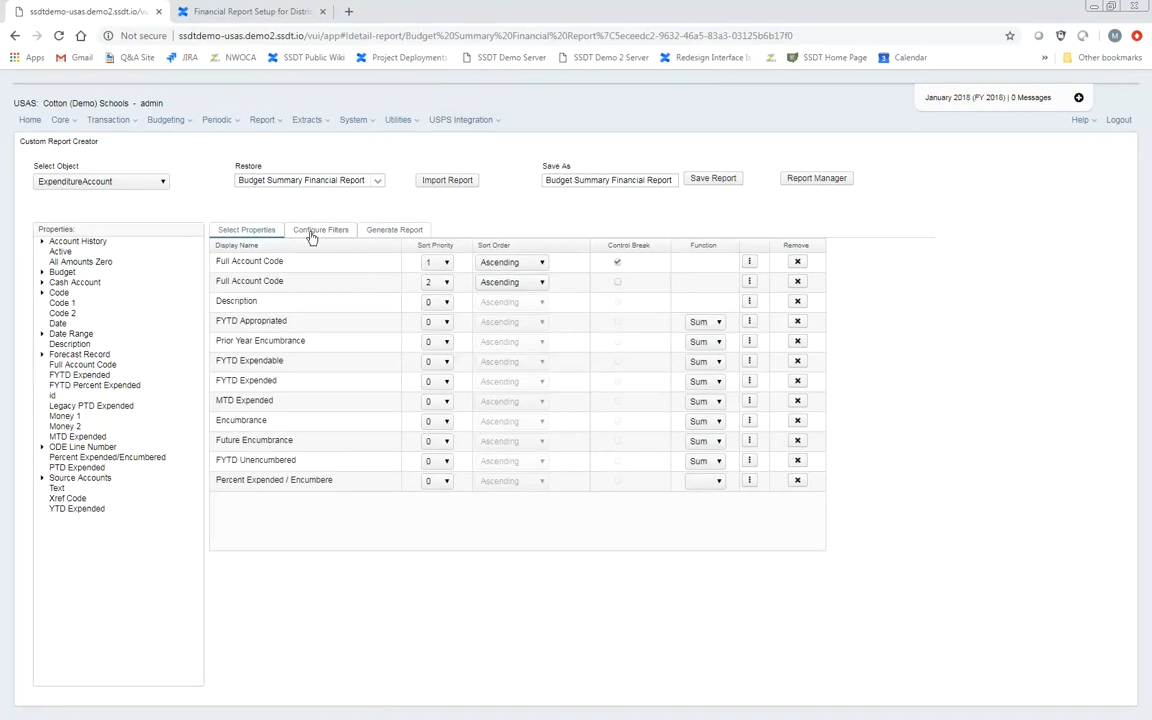 ssdtdemo-usas.demo2.ssdt.io/vui
Financial Report Setup for Distri
Not secure
ssdtdemo-usas.demo2.ssdt.io/vui/app#!detail-report/Budget%20Summary%20Financial%20Report%7C5eceedc2-9632-46a5-83a3-03125b6b17f0
M
Apps Gmail Q&A Site JIRA NWOCA SSDT Public Wiki Project Deployments SSDT Demo Server SSDT Demo 2 Server Redesign Interface SSDT Home Page Calendar » Other bookmarks
USAS: Cotton (Demo) Schools - admin
January 2018 (FY 2018) | 0 Messages
Home Core Transaction Budgeting Periodic Report Extracts System Utilities USPS Integration Help Logout
Custom Report Creator
Select Object Restore Save As
ExpenditureAccount Budget Summary Financial Report Import Report Budget Summary Financial Report Save Report Report Manager
Properties:
Account History
Active
All Amounts Zero
Budget
Cash Account
Code
Code 1
Code 2
Date
Date Range
Description
Forecast Record
Full Account Code
FYTD Expended
FYTD Percent Expended
id
Legacy PTD Expended
Money 1
Money 2
MTD Expended
ODE Line Number
Percent Expended/Encumbered
PTD Expended
Source Accounts
Text
Xref Code
YTD Expended
Select Properties Configure Filters Generate Report
Display Name Sort Priority Sort Order Control Break Function Remove
Full Account Code 1 Ascending
Full Account Code 2 Ascending
Description 0 Ascending
FYTD Appropriated 0 Ascending Sum
Prior Year Encumbrance 0 Ascending Sum
FYTD Expendable 0 Ascending Sum
FYTD Expended 0 Ascending Sum
MTD Expended 0 Ascending Sum
Encumbrance 0 Ascending Sum
Future Encumbrance 0 Ascending Sum
FYTD Unencumbered 0 Ascending Sum
Percent Expended / Encumbere 0 Ascending